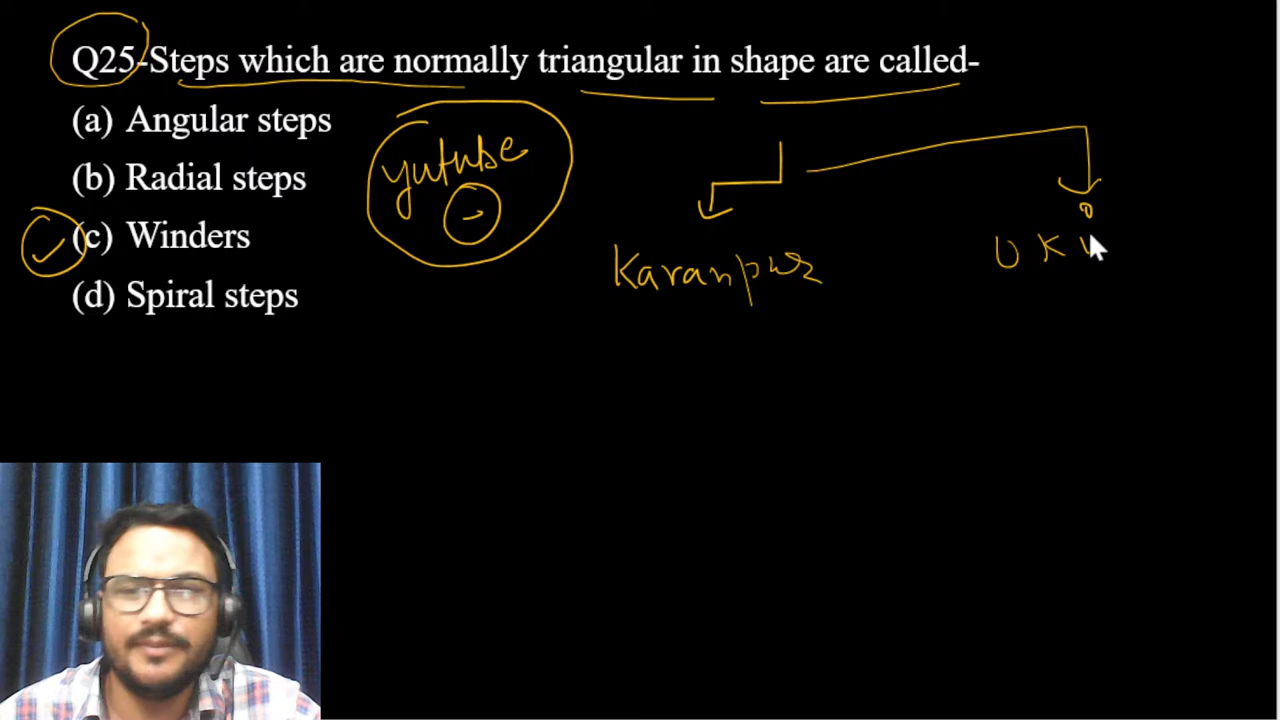 Q25-Steps which are normally triangular in shape are called-
(a) Angular steps
(b) Radial steps
(c) Winders
(d) Spiral steps
yutube
Karanpur
U K